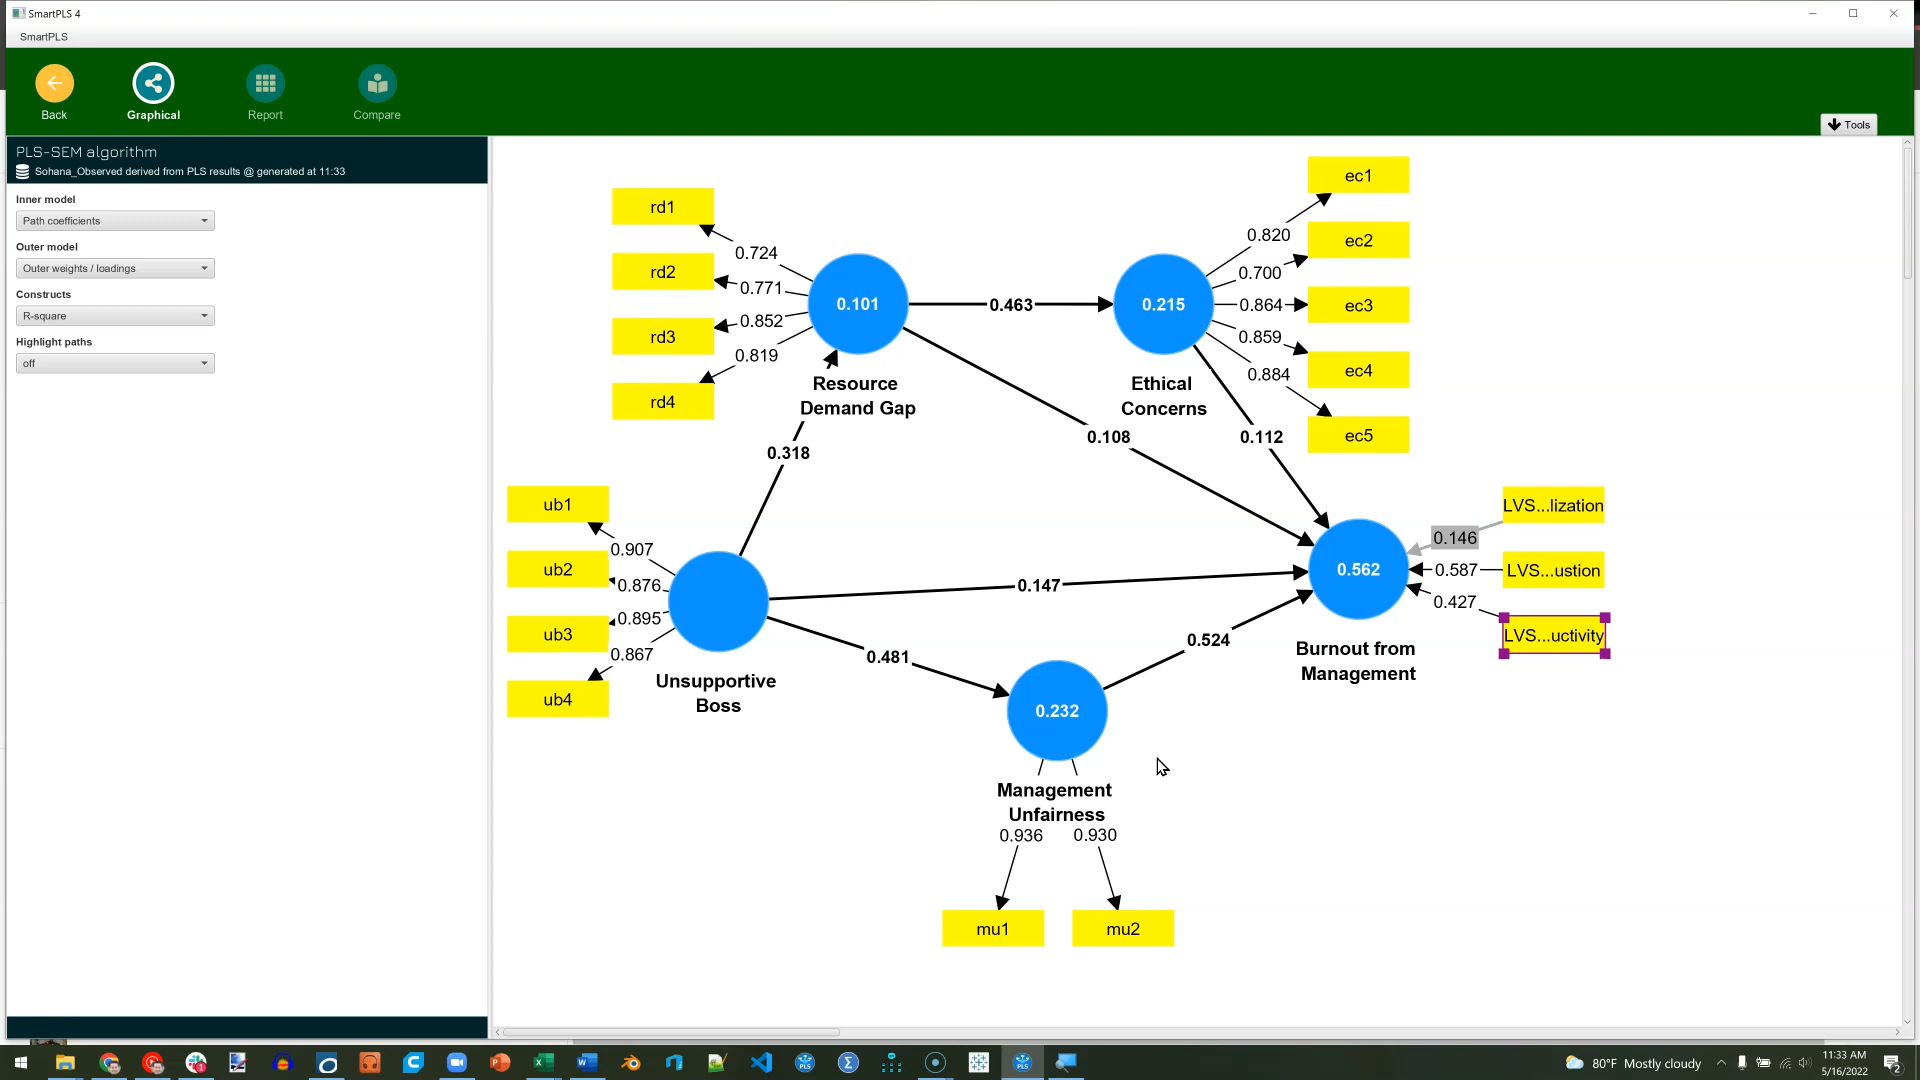 SmartPLS 4
SmartPLS
Back
Graphical
Report
Compare
Tools
PLS-SEM algorithm
Sohana_Observed derived from PLS results @ generated at 11:33
Inner model
Path coefficients
Outer model
Outer weights / loadings
Constructs
R-square
Highlight paths
off
rd1
rd2
rd3
rd4
0.724
0.771
0.852
0.819
0.101
Resource
Demand Gap
0.463
0.215
Ethical
Concerns
ec1
ec2
ec3
ec4
ec5
0.820
0.700
0.864
0.859
0.884
0.318
0.108
0.112
ub1
ub2
ub3
ub4
0.907
0.876
0.895
0.867
Unsupportive
Boss
0.147
0.481
0.524
0.562
Burnout from
Management
0.146
0.587
0.427
LVS...lization
LVS...ustion
LVS...uctivity
0.232
Management
Unfairness
0.936
0.930
mu1
mu2
80°F Mostly cloudy
11:33 AM
5/16/2022
2